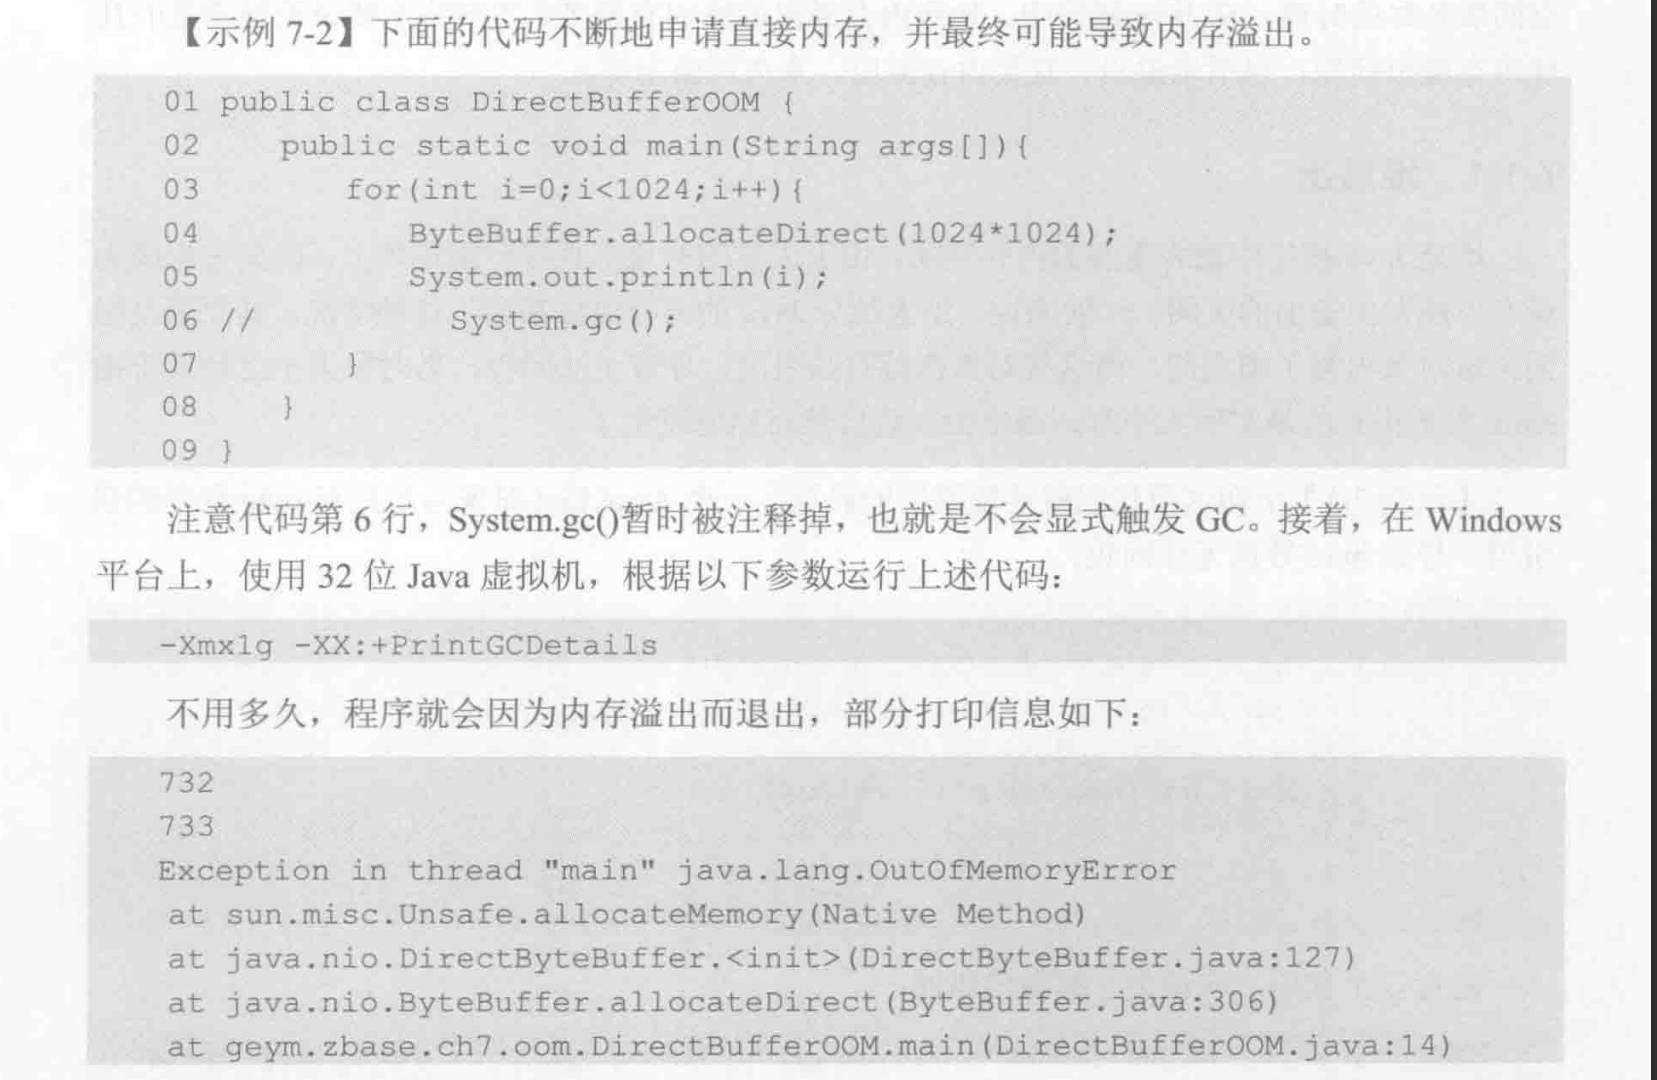 【示例 7-2】下面的代码不断地申请直接内存，并最终可能导致内存溢出。
01 public class DirectBufferOOM {
02    public static void main(String args[]){
03       for(int i=0;i<1024;i++){
04          ByteBuffer.allocateDirect(1024*1024);
05          System.out.println(i);
06 //          System.gc();
07       }
08    }
09 }
注意代码第 6 行，System.gc()暂时被注释掉，也就是不会显式触发 GC。接着，在 Windows
平台上，使用 32 位 Java 虚拟机，根据以下参数运行上述代码：
-Xmx1g -XX:+PrintGCDetails
不用多久，程序就会因为内存溢出而退出，部分打印信息如下：
732
733
Exception in thread "main" java.lang.OutOfMemoryError
at sun.misc.Unsafe.allocateMemory(Native Method)
at java.nio.DirectByteBuffer.<init>(DirectByteBuffer.java:127)
at java.nio.ByteBuffer.allocateDirect(ByteBuffer.java:306)
at geym.zbase.ch7.oom.DirectBufferOOM.main(DirectBufferOOM.java:14)